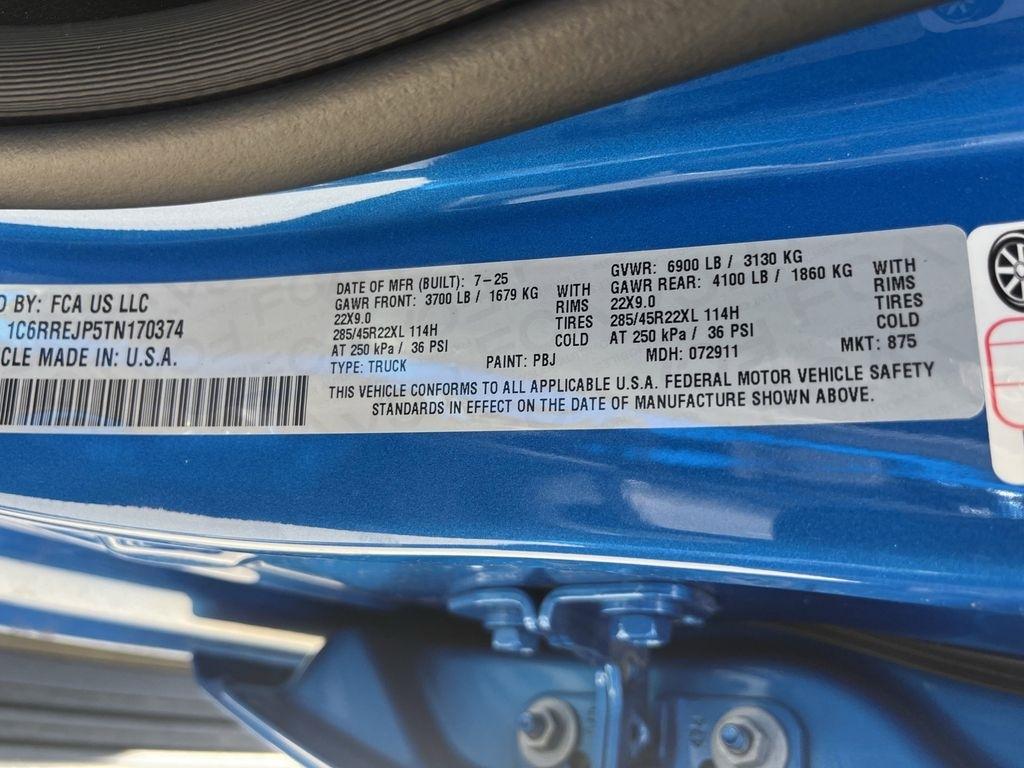 D BY: FCA US LLC
1C6RREJP5TN170374
CLE MADE IN: U.S.A.
DATE OF MFR (BUILT): 7-25
GAWR FRONT: 3700 LB / 1679 KG WITH
22X9.0 RIMS
285/45R22XL 114H TIRES
AT 250 kPa / 36 PSI COLD
TYPE: TRUCK PAINT: PBJ
GVWR: 6900 LB / 3130 KG
GAWR REAR: 4100 LB / 1860 KG WITH
22X9.0 RIMS
285/45R22XL 114H TIRES
AT 250 kPa / 36 PSI COLD
MDH: 072911 MKT: 875
THIS VEHICLE CONFORMS TO ALL APPLICABLE U.S.A. FEDERAL MOTOR VEHICLE SAFETY
STANDARDS IN EFFECT ON THE DATE OF MANUFACTURE SHOWN ABOVE.